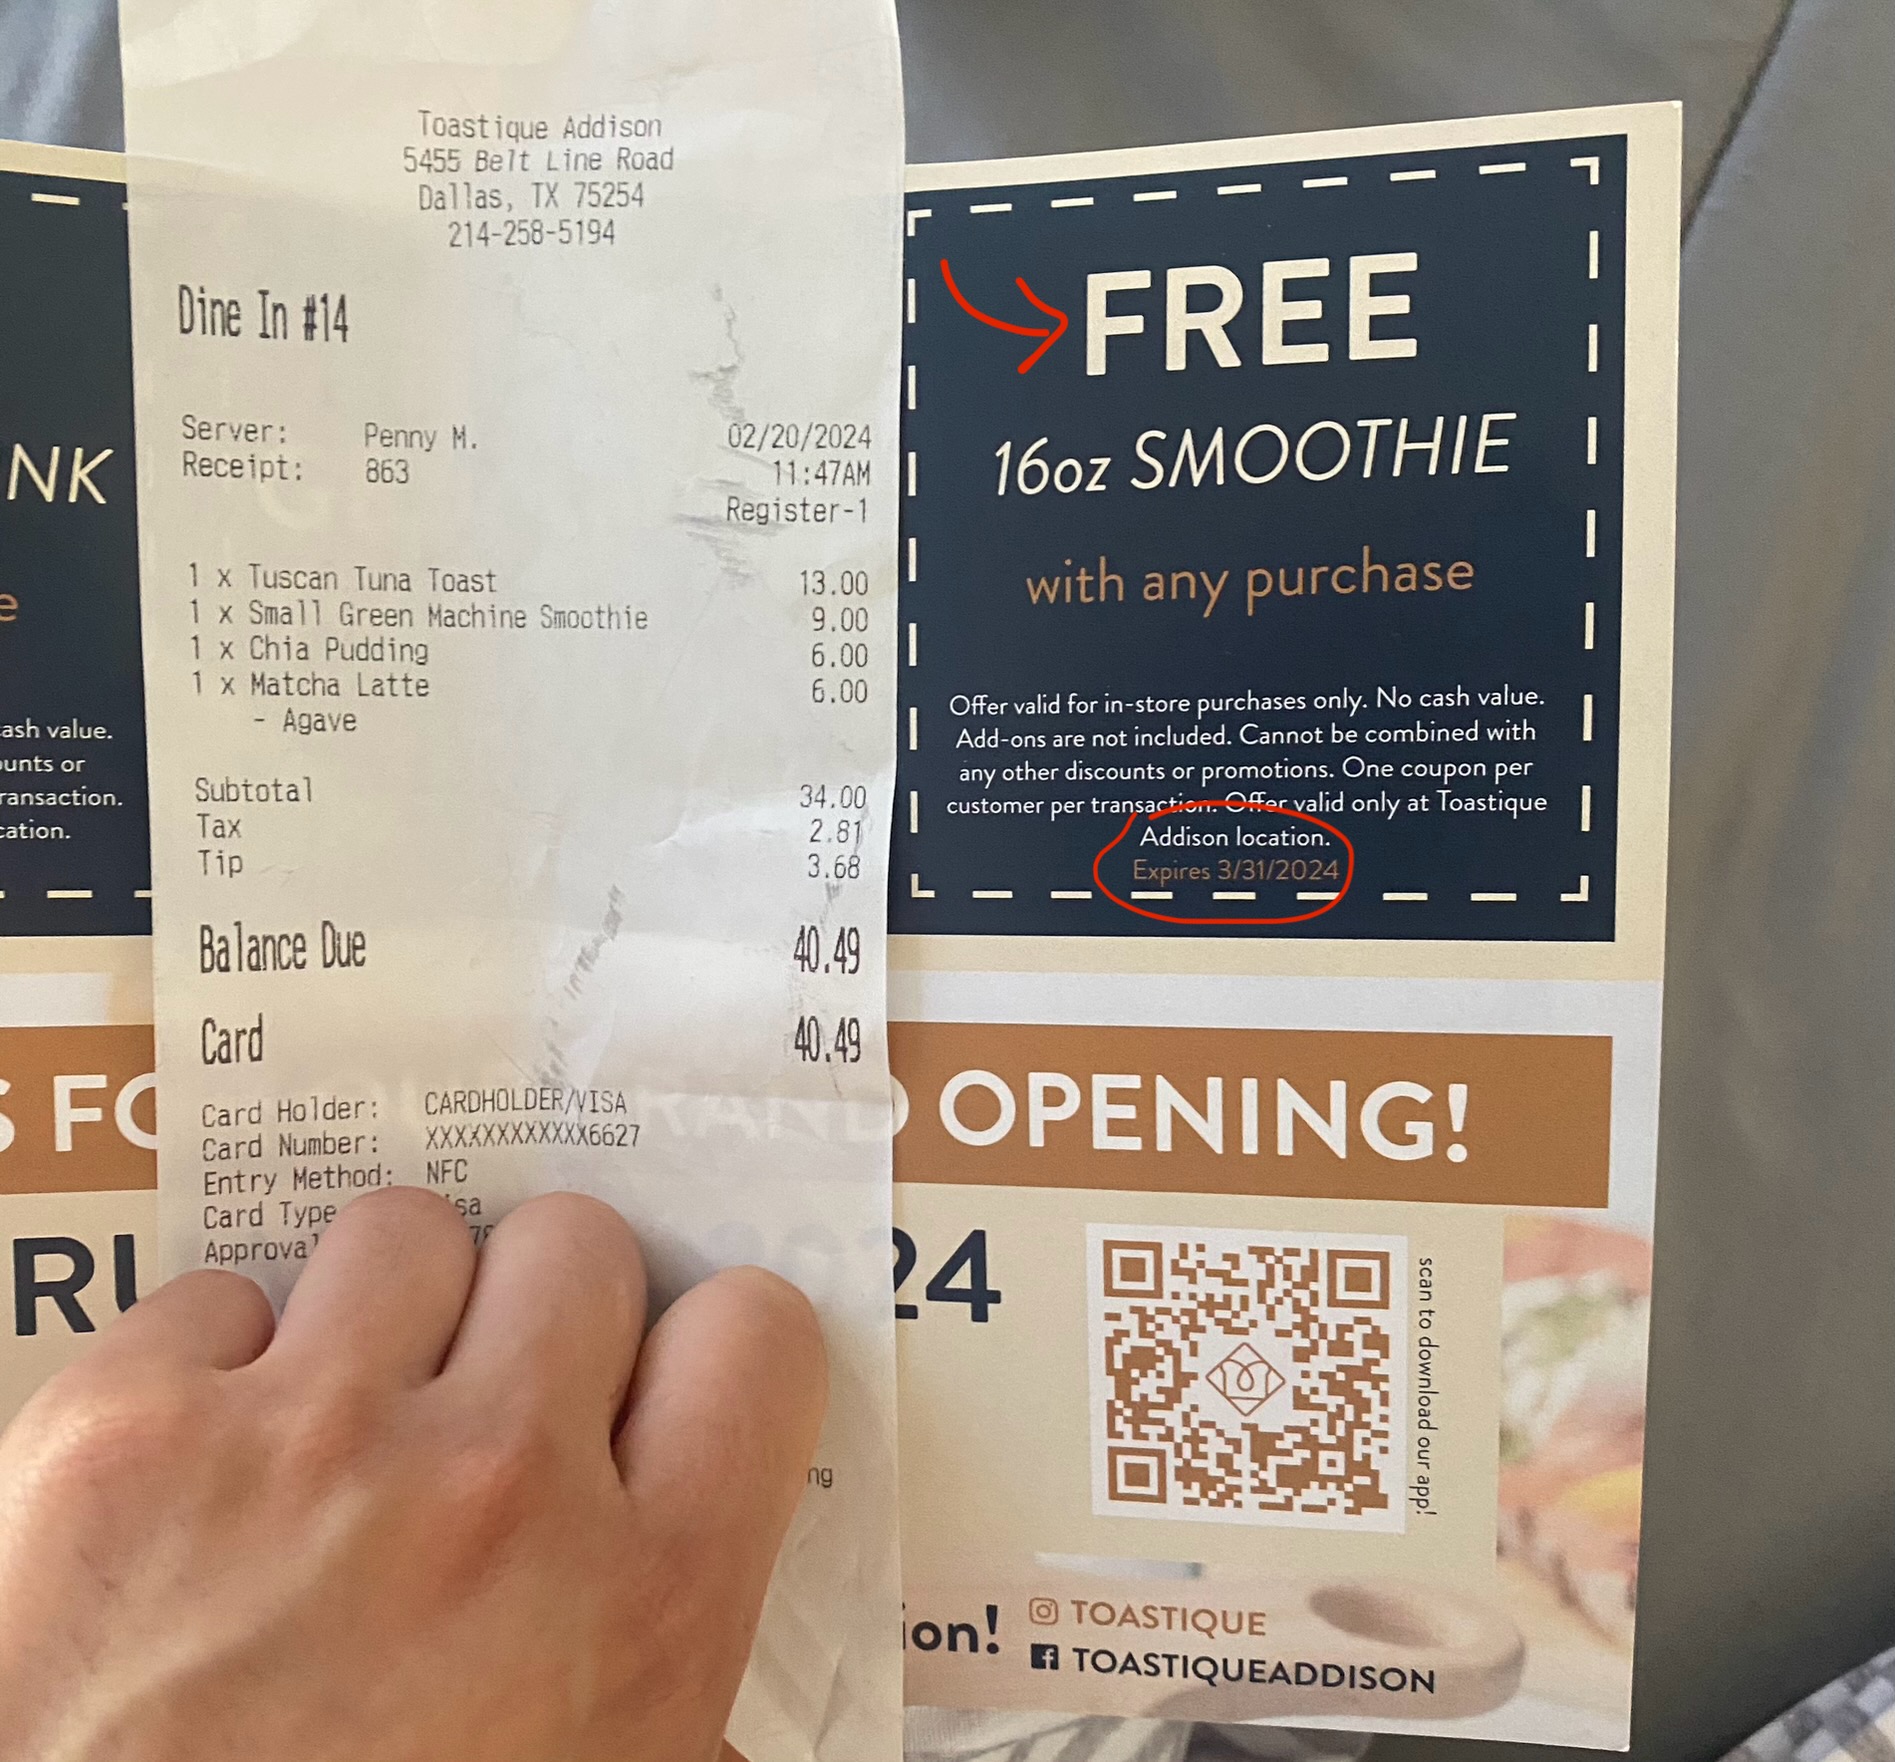 Toastique Addison
5455 Belt Line Road
Dallas, TX 75254
214-258-5194
Dine In #14
Server: Penny M. 02/20/2024
Receipt: 863 11:47AM
Register-1
1 x Tuscan Tuna Toast 13.00
1 x Small Green Machine Smoothie 9.00
1 x Chia Pudding 6.00
1 x Matcha Latte 6.00
- Agave
Subtotal 34.00
Tax 2.81
Tip 3.68
Balance Due 40.49
Card 40.49
Card Holder: CARDHOLDER/VISA
Card Number: XXXXXXXXXXXX6627
Entry Method: NFC
Card Type
Approval
NK
e
ash value.
unts or
ransaction.
cation.
FREE
16oz SMOOTHIE
with any purchase
Offer valid for in-store purchases only. No cash value.
Add-ons are not included. Cannot be combined with
any other discounts or promotions. One coupon per
customer per transaction. Offer valid only at Toastique
Addison location.
Expires 3/31/2024
S FO RAND OPENING!
RU 24
scan to download our app!
ng
ion!
TOASTIQUE
TOASTIQUEADDISON